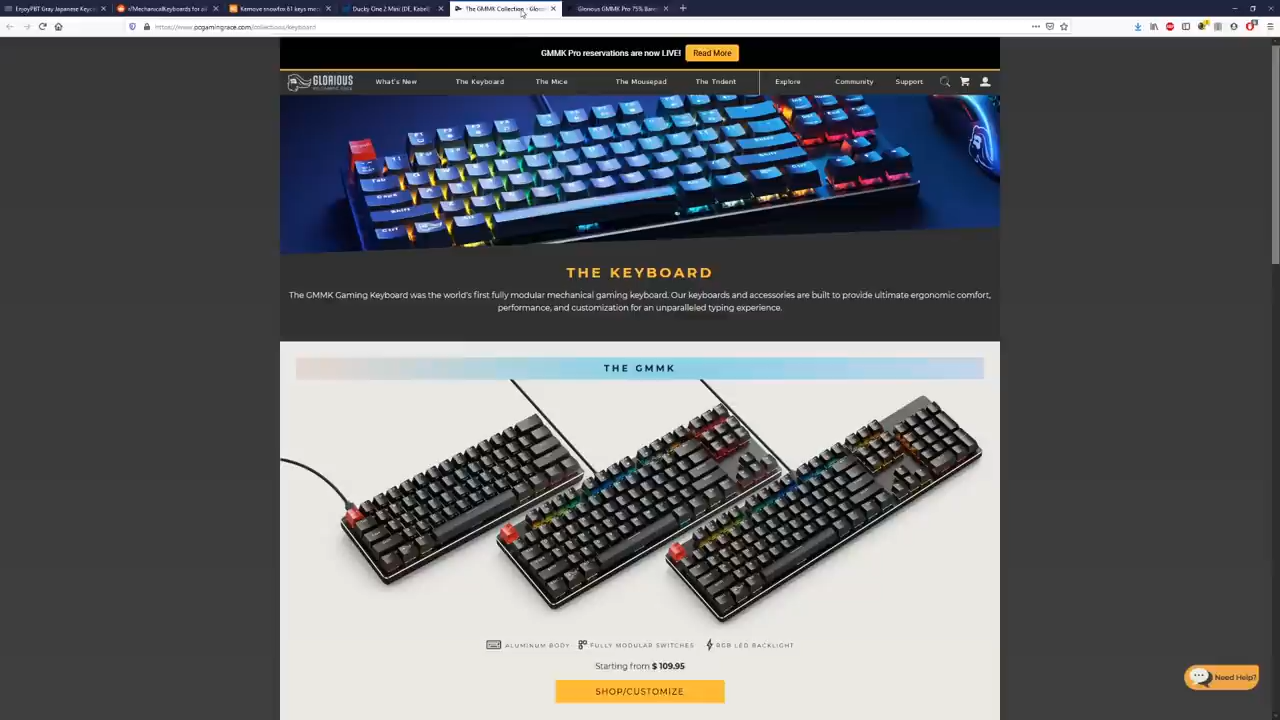 EnjoyPBT Gray Japanese Keyc
r/MechanicalKeyboards for all
Kemove snowfox 61 keys mec
Ducky One 2 Mini (DE, Kabel
The GMMK Collection - Glorio
Glorious GMMK Pro 75% Bare
https://www.pcgamingrace.com/collections/keyboard
GMMK Pro reservations are now LIVE! Read More
GLORIOUS
PC GAMING RACE
What's New The Keyboard The Mice The Mousepad The Trident Explore Community Support
THE KEYBOARD
The GMMK Gaming Keyboard was the world's first fully modular mechanical gaming keyboard. Our keyboards and accessories are built to provide ultimate ergonomic comfort,
performance, and customization for an unparalleled typing experience.
THE GMMK
ALUMINUM BODY FULLY MODULAR SWITCHES RGB LED BACKLIGHT
Starting from $ 109.95
SHOP/CUSTOMIZE
Need Help?